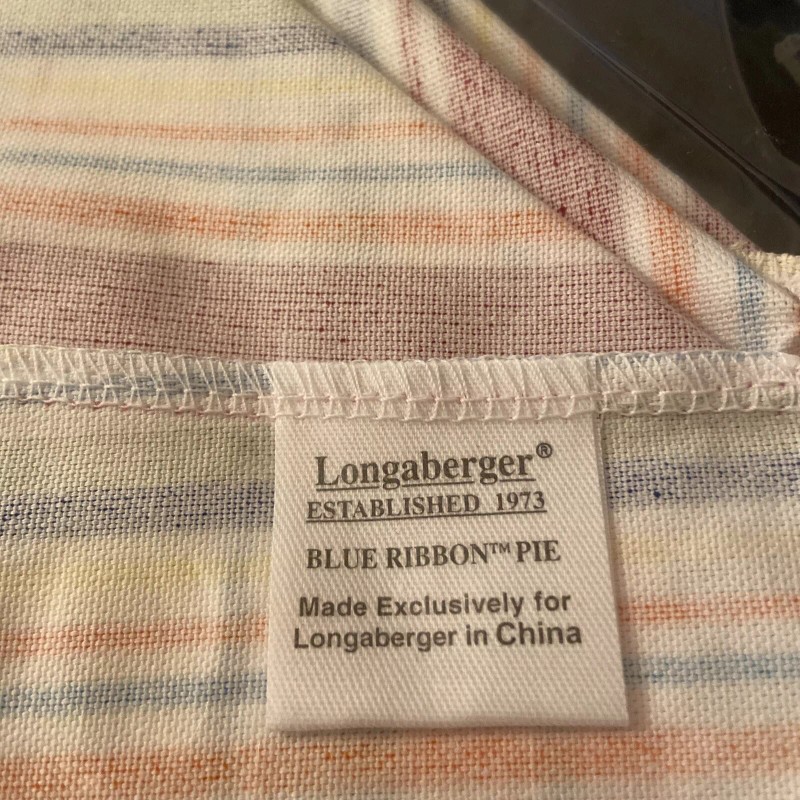 Longaberger®
ESTABLISHED 1973
BLUE RIBBON™ PIE
Made Exclusively for
Longaberger in China